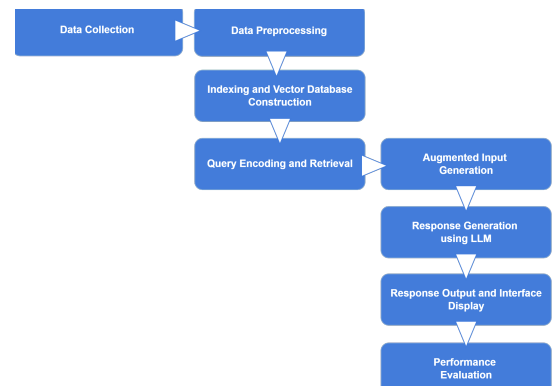 Data Collection
Data Preprocessing
Indexing and Vector Database
Construction
Query Encoding and Retrieval
Augmented Input
Generation
Response Generation
using LLM
Response Output and Interface
Display
Performance
Evaluation